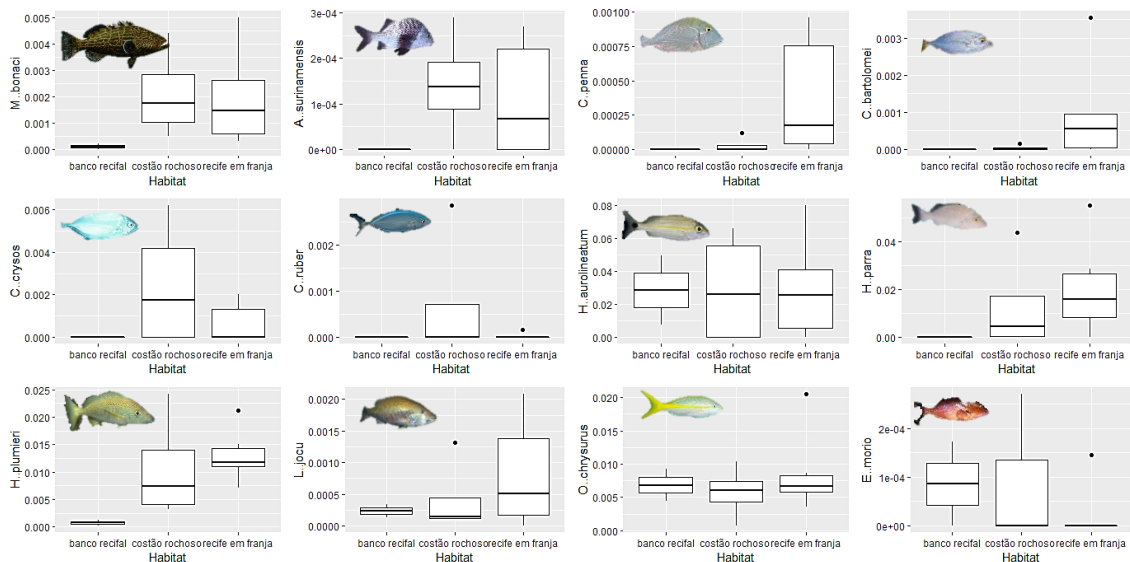 M..bonaci
0.005
0.004
0.003
0.002
0.001
0.000
banco recifal costão rochoso recife em franja
Habitat
A..surinamensis
3e-04
2e-04
1e-04
0e+00
banco recifal costão rochoso recife em franja
Habitat
C..penna
0.00100
0.00075
0.00050
0.00025
0.00000
banco recifal costão rochoso recife em franja
Habitat
C..bartolomei
0.003
0.002
0.001
0.000
banco recifal costão rochoso recife em franja
Habitat
C..crysos
0.006
0.004
0.002
0.000
banco recifal costão rochoso recife em franja
Habitat
C..ruber
0.002
0.001
0.000
banco recifal costão rochoso recife em franja
Habitat
H..aurolineatum
0.08
0.06
0.04
0.02
0.00
banco recifal costão rochoso recife em franja
Habitat
H..parra
0.04
0.02
0.00
banco recifal costão rochoso recife em franja
Habitat
H..plumieri
0.025
0.020
0.015
0.010
0.005
0.000
banco recifal costão rochoso recife em franja
Habitat
L..jocu
0.0020
0.0015
0.0010
0.0005
0.0000
banco recifal costão rochoso recife em franja
Habitat
O..chrysurus
0.020
0.015
0.010
0.005
0.000
banco recifal costão rochoso recife em franja
Habitat
E..morio
2e-04
1e-04
0e+00
banco recifal costão rochoso recife em franja
Habitat